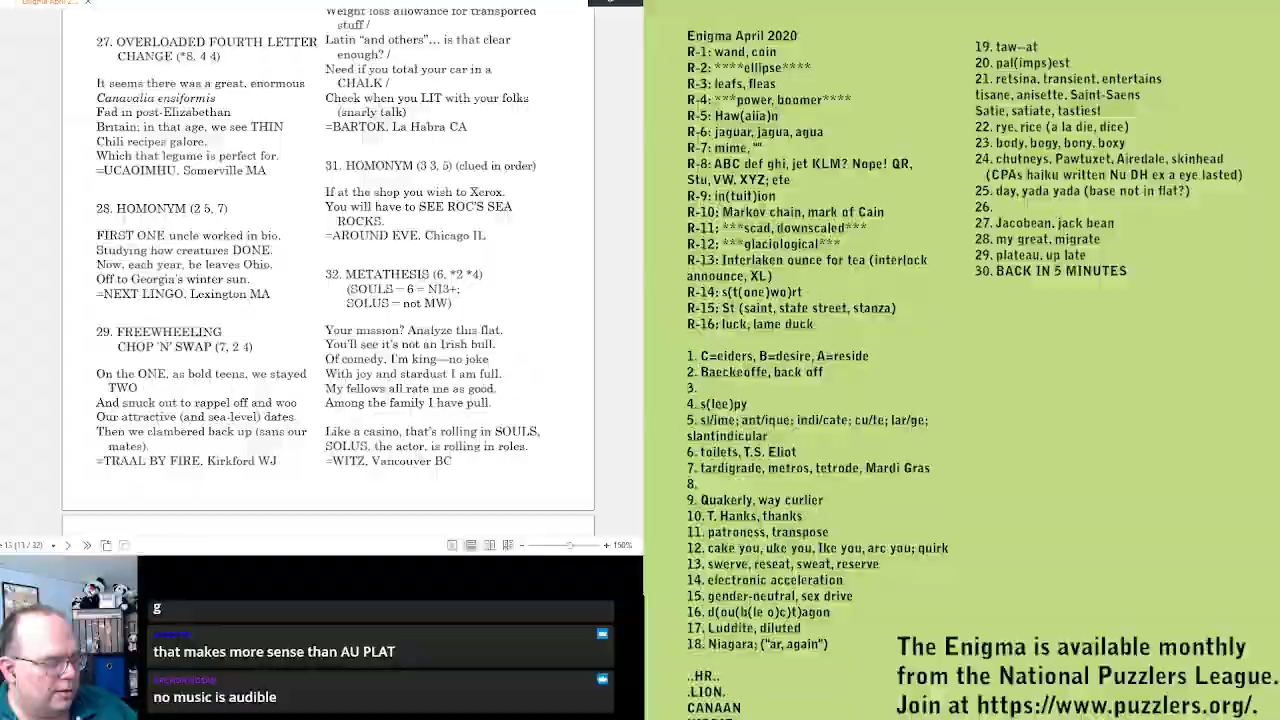 Weight loss allowance for transported
stuff /
27. OVERLOADED FOURTH LETTER
CHANGE (*8, 4 4)
It seems there was a great, enormous
Canavalia ensiformis
Fad in post-Elizabethan
Britain; in that age, we see THIN
Chili recipes galore,
Which that legume is perfect for.
=UCAOIMHU, Somerville MA
28. HOMONYM (2 5, 7)
FIRST ONE uncle worked in bio,
Studying how creatures DONE.
Now, each year, he leaves Ohio,
Off to Georgia's winter sun.
=NEXT LINGO, Lexington MA
29. FREEWHEELING
CHOP 'N' SWAP (7, 2 4)
On the ONE, as bold teens, we stayed
TWO
And snuck out to rappel off and woo
Our attractive (and sea-level) dates.
Then we clambered back up (sans our
mates).
=TRAAL BY FIRE, Kirkford WJ
Latin "and others"... is that clear
enough? /
Need if you total your car in a
CHALK /
Check when you LIT with your folks
(snarly talk)
=BARTOK, La Habra CA
31. HOMONYM (3 3, 5) (clued in order)
If at the shop you wish to Xerox,
You will have to SEE ROC'S SEA
ROCKS.
=AROUND EVE, Chicago IL
32. METATHESIS (6, *2 *4)
(SOULS = 6 = NI3+;
SOLUS = not MW)
Your mission? Analyze this flat.
You'll see it's not an Irish bull.
Of comedy, I'm king—no joke
With joy and stardust I am full.
My fellows all rate me as good.
Among the family I have pull.
Like a casino, that's rolling in SOULS,
SOLUS, the actor, is rolling in roles.
=WITZ, Vancouver BC
13 (11 / 32)
150%
g
that makes more sense than AU PLAT
no music is audible
Enigma April 2020
R-1: wand, coin
R-2: ****ellipse****
R-3: leafs, fleas
R-4: ***power, boomer****
R-5: Haw(aiia)n
R-6: jaguar, jagua, agua
R-7: mime, ""
R-8: ABC def ghi, jet KLM? Nope! QR,
Stu, VW, XYZ; ete
R-9: in(tuit)ion
R-10: Markov chain, mark of Cain
R-11: ***scad, downscaled***
R-12: ***glaciological***
R-13: Interlaken ounce for tea (interlock
announce, XL)
R-14: s(t(one)wo)rt
R-15: St (saint, state street, stanza)
R-16: luck, lame duck
1. C=eiders, B=desire, A=reside
2. Baeckeoffe, back off
3.
4. s(lee)py
5. sl/ime; ant/ique; indi/cate; cu/te; lar/ge;
slantindicular
6. toilets, T.S. Eliot
7. tardigrade, metros, tetrode, Mardi Gras
8.
9. Quakerly, way curlier
10. T. Hanks, thanks
11. patroness, transpose
12. cake you, uke you, Ike you, arc you; quirk
13. swerve, reseat, sweat, reserve
14. electronic acceleration
15. gender-neutral, sex drive
16. d(ou(b(le o)c)t)agon
17. Luddite, diluted
18. Niagara; ("ar, again")
..HR..
.LION.
CANAAN
19. taw--at
20. pal(imps)est
21. retsina, transient, entertains
tisane, anisette, Saint-Saens
Satie, satiate, tastiest
22. rye, rice (a la die, dice)
23. body, bogy, bony, boxy
24. chutneys, Pawtuxet, Airedale, skinhead
(CPAs haiku written Nu DH ex a eye lasted)
25. day, yada yada (base not in flat?)
26.
27. Jacobean, jack bean
28. my great, migrate
29. plateau, up late
30. BACK IN 5 MINUTES
The Enigma is available monthly
from the National Puzzlers League.
Join at https://www.puzzlers.org/.